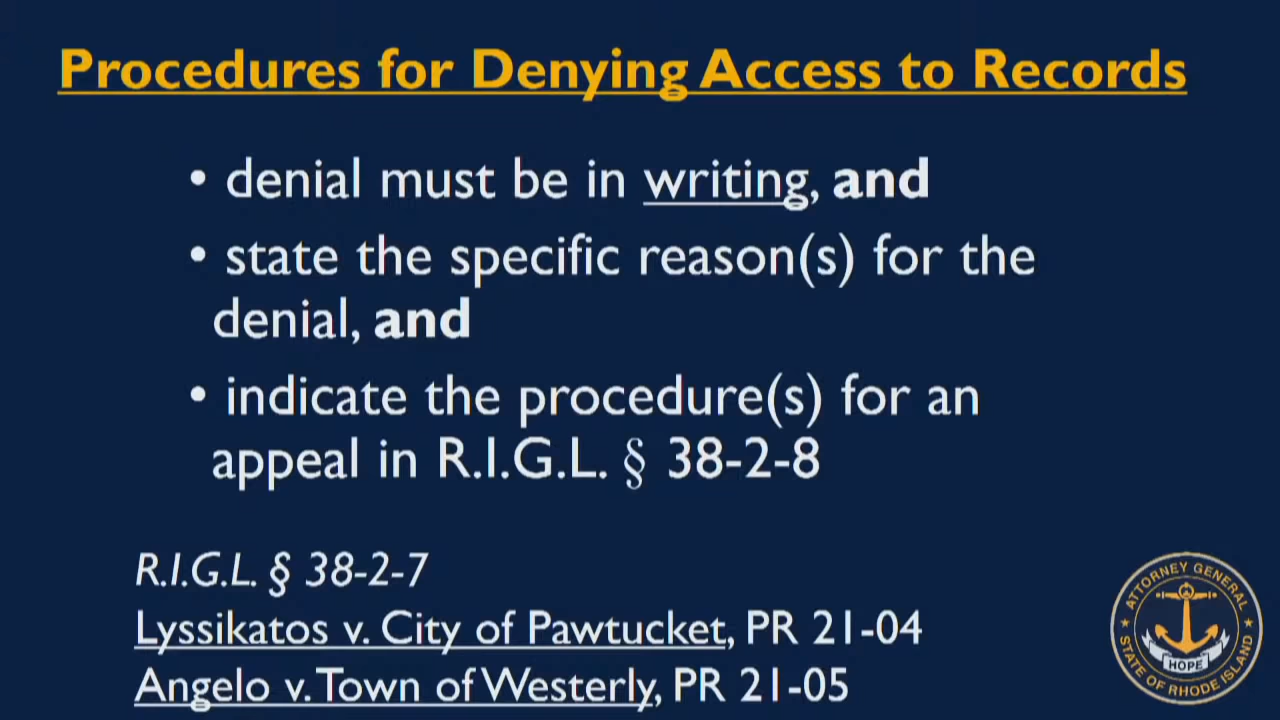 Procedures for Denying Access to Records
• denial must be in writing, and
• state the specific reason(s) for the
denial, and
• indicate the procedure(s) for an
appeal in R.I.G.L. § 38-2-8
R.I.G.L. § 38-2-7
Lyssikatos v. City of Pawtucket, PR 21-04
Angelo v. Town of Westerly, PR 21-05
ATTORNEY GENERAL
HOPE
STATE OF RHODE ISLAND